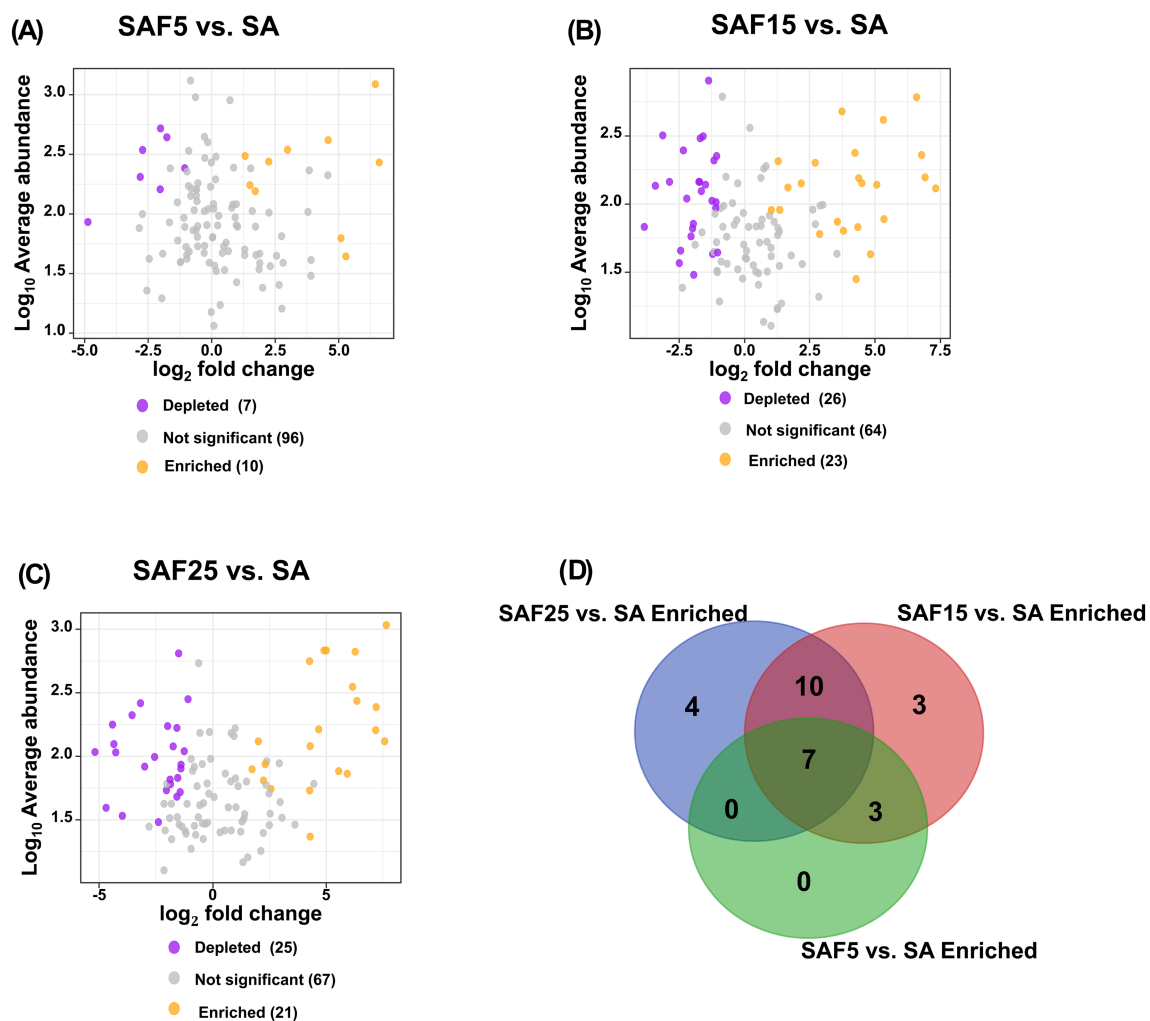 (A)
SAF5 vs. SA
Log10 Average abundance
3.0
2.5
2.0
1.5
1.0
-5.0 -2.5 0.0 2.5 5.0
log2 fold change
Depleted (7)
Not significant (96)
Enriched (10)
(B)
SAF15 vs. SA
Log10 Average abundance
2.5
2.0
1.5
-2.5 0.0 2.5 5.0 7.5
log2 fold change
Depleted (26)
Not significant (64)
Enriched (23)
(C)
SAF25 vs. SA
Log10 Average abundance
3.0
2.5
2.0
1.5
-5 0 5
log2 fold change
Depleted (25)
Not significant (67)
Enriched (21)
(D)
SAF25 vs. SA Enriched
SAF15 vs. SA Enriched
4
10
3
7
0
3
0
SAF5 vs. SA Enriched